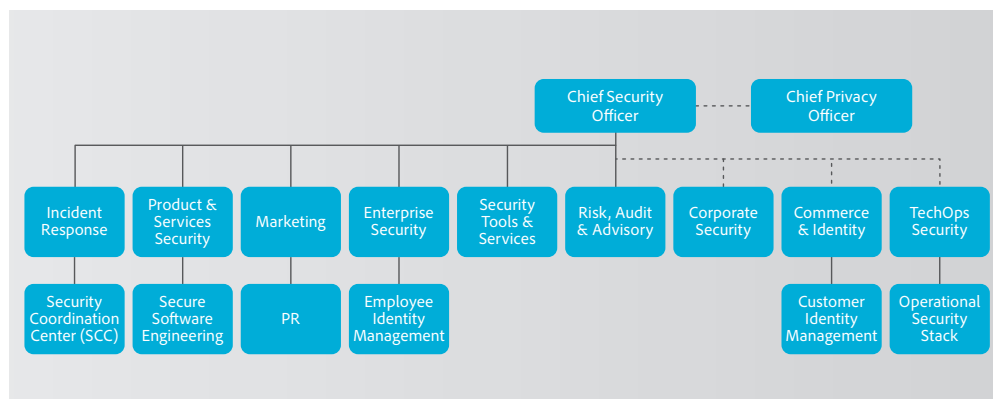 Chief Security
Officer
Chief Privacy
Officer
Incident
Response
Product &
Services
Security
Marketing
Enterprise
Security
Security
Tools &
Services
Risk, Audit
& Advisory
Corporate
Security
Commerce
& Identity
TechOps
Security
Security
Coordination
Center (SCC)
Secure
Software
Engineering
PR
Employee
Identity
Management
Customer
Identity
Management
Operational
Security
Stack